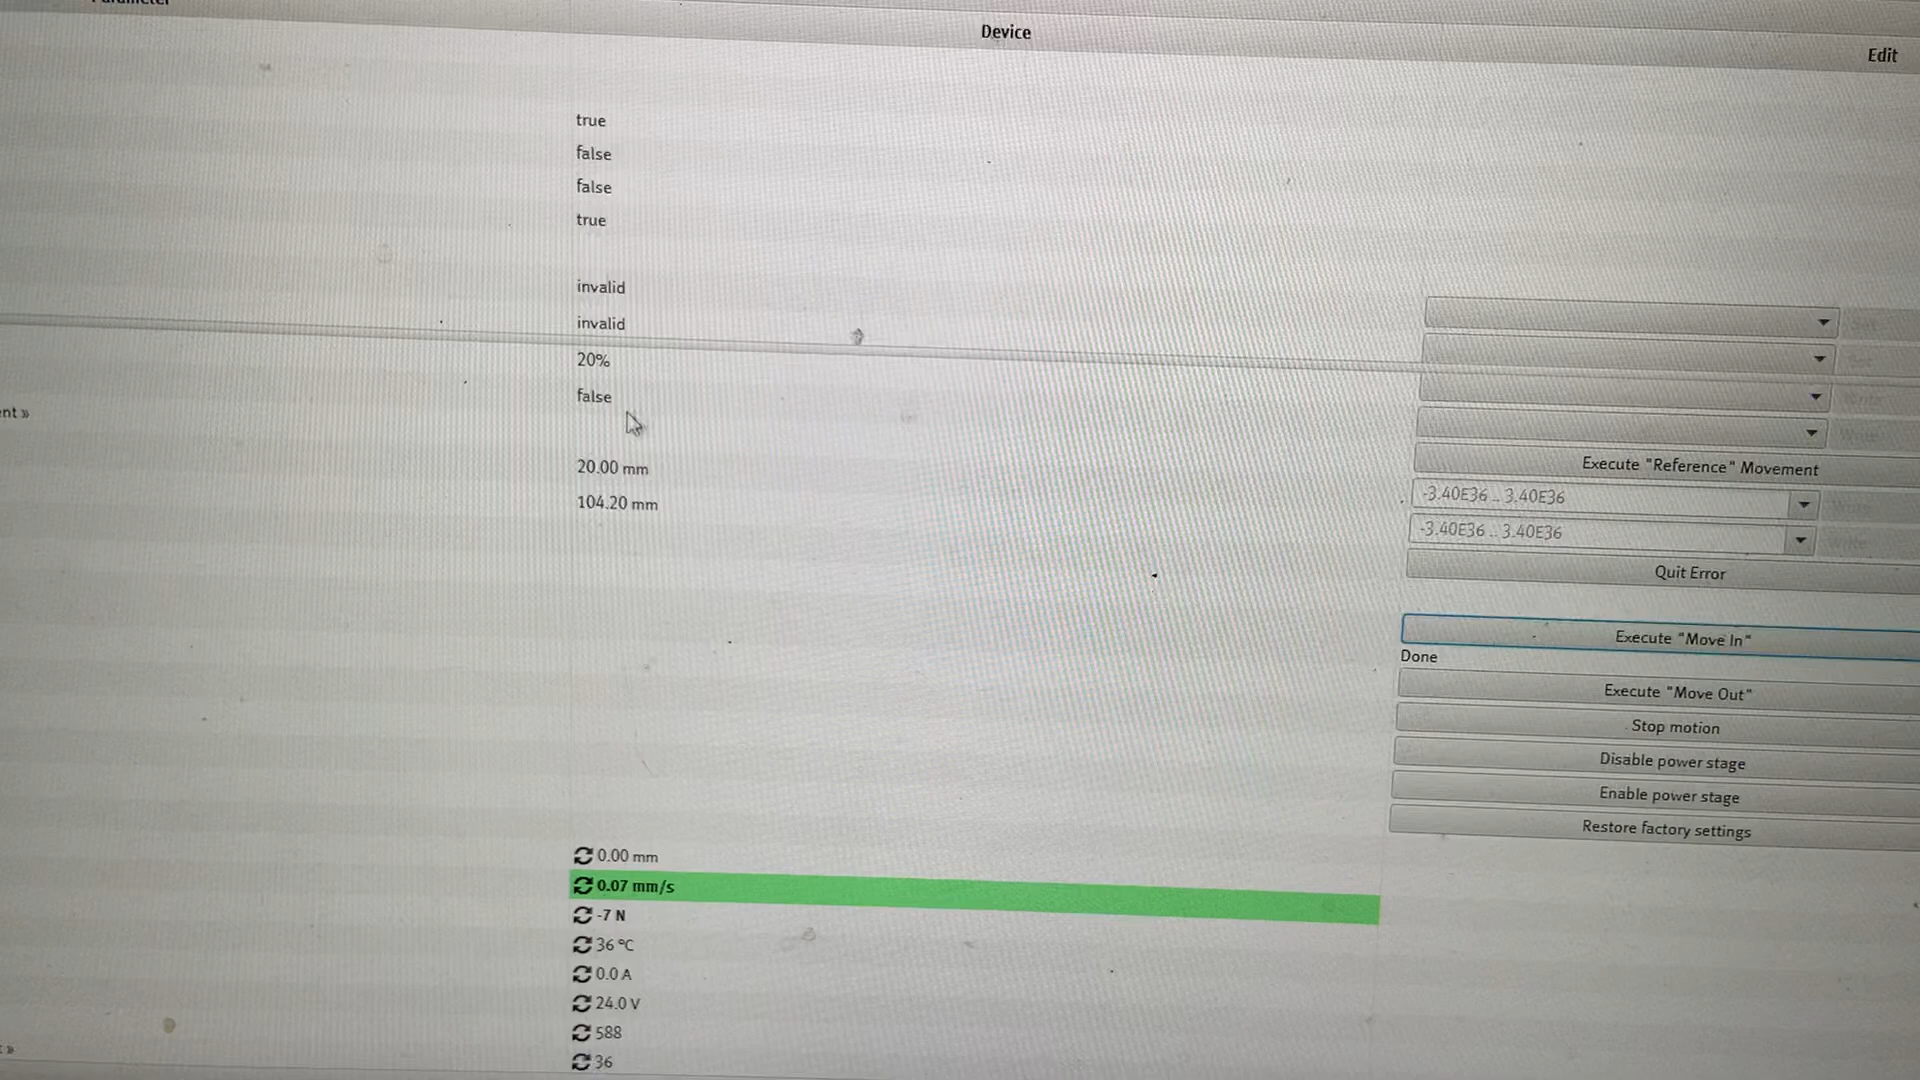 Parameter
Device
Edit
true
false
false
true
invalid
invalid
20%
false
nt »
Execute "Reference" Movement
20.00 mm
-3.40E36 .. 3.40E36
104.20 mm
-3.40E36 .. 3.40E36
Quit Error
Execute "Move In"
Done
Execute "Move Out"
Stop motion
Disable power stage
Enable power stage
Restore factory settings
0.00 mm
0.07 mm/s
-7 N
36 °C
0.0 A
24.0 V
588
36